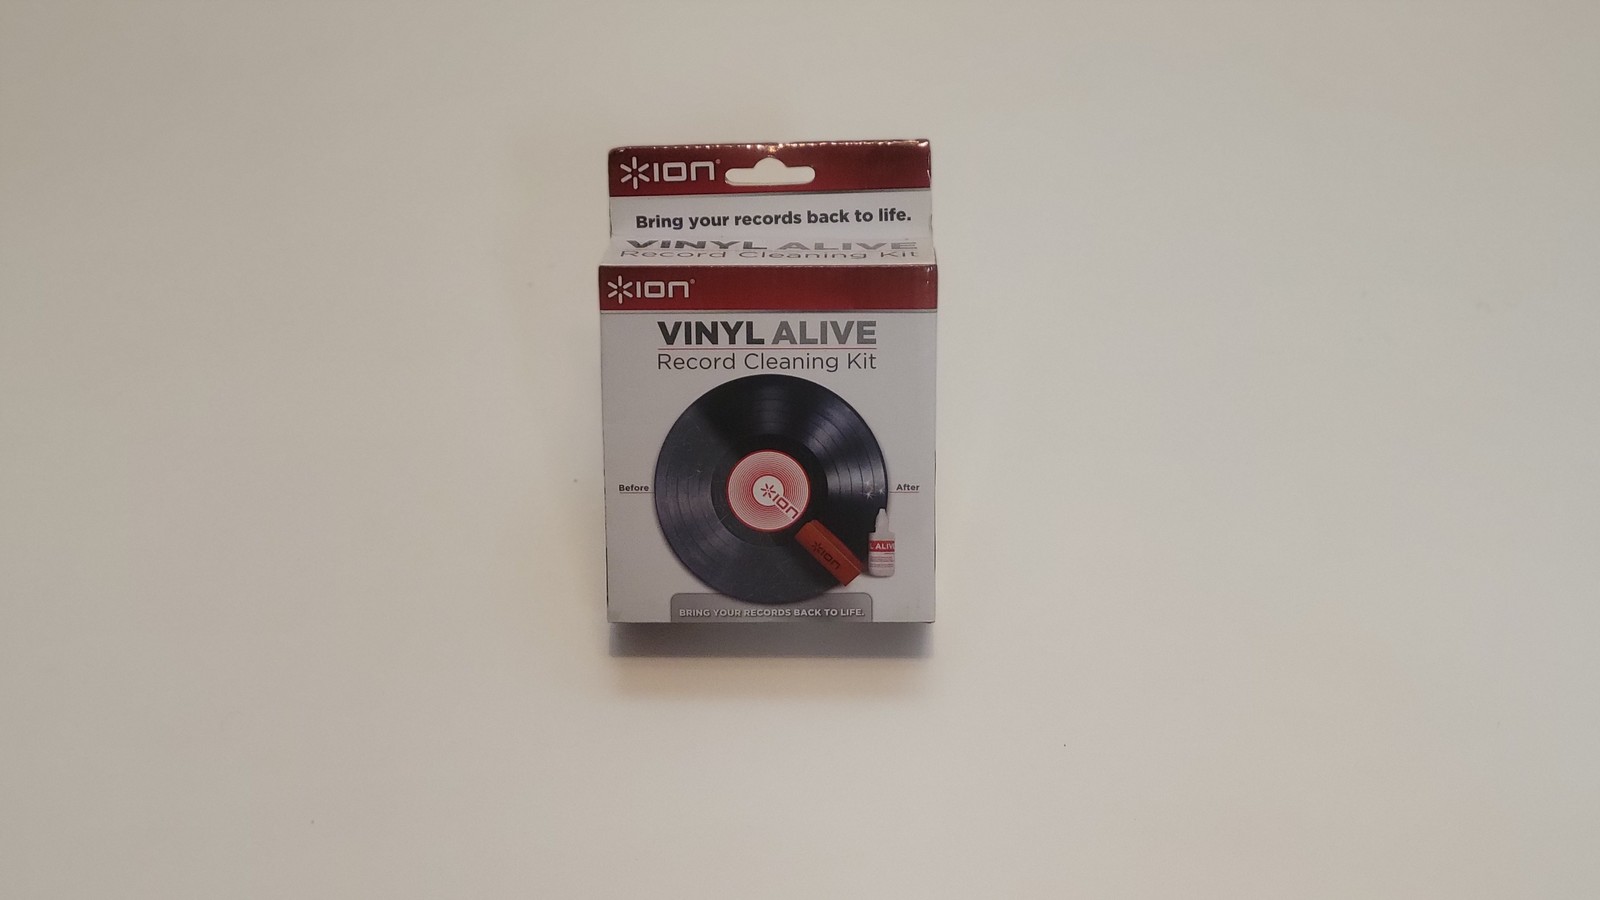 ION
Bring your records back to life.
VINYL ALIVE
Record Cleaning Kit
ION
VINYL ALIVE
Record Cleaning Kit
Before
After
ION
ION
ALIVE
BRING YOUR RECORDS BACK TO LIFE.